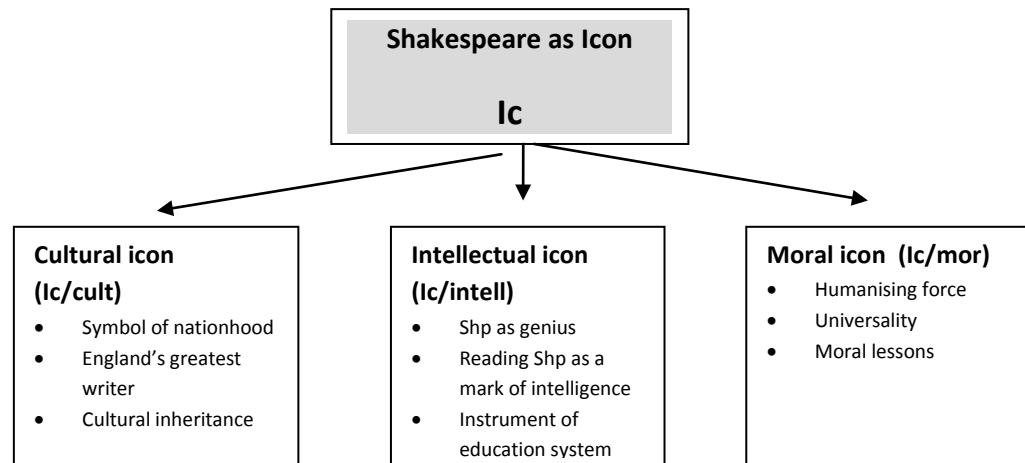 Shakespeare as Icon
Ic
Cultural icon
(Ic/cult)
• Symbol of nationhood
• England’s greatest
writer
• Cultural inheritance
Intellectual icon
(Ic/intell)
• Shp as genius
• Reading Shp as a
mark of intelligence
• Instrument of
education system
Moral icon (Ic/mor)
• Humanising force
• Universality
• Moral lessons